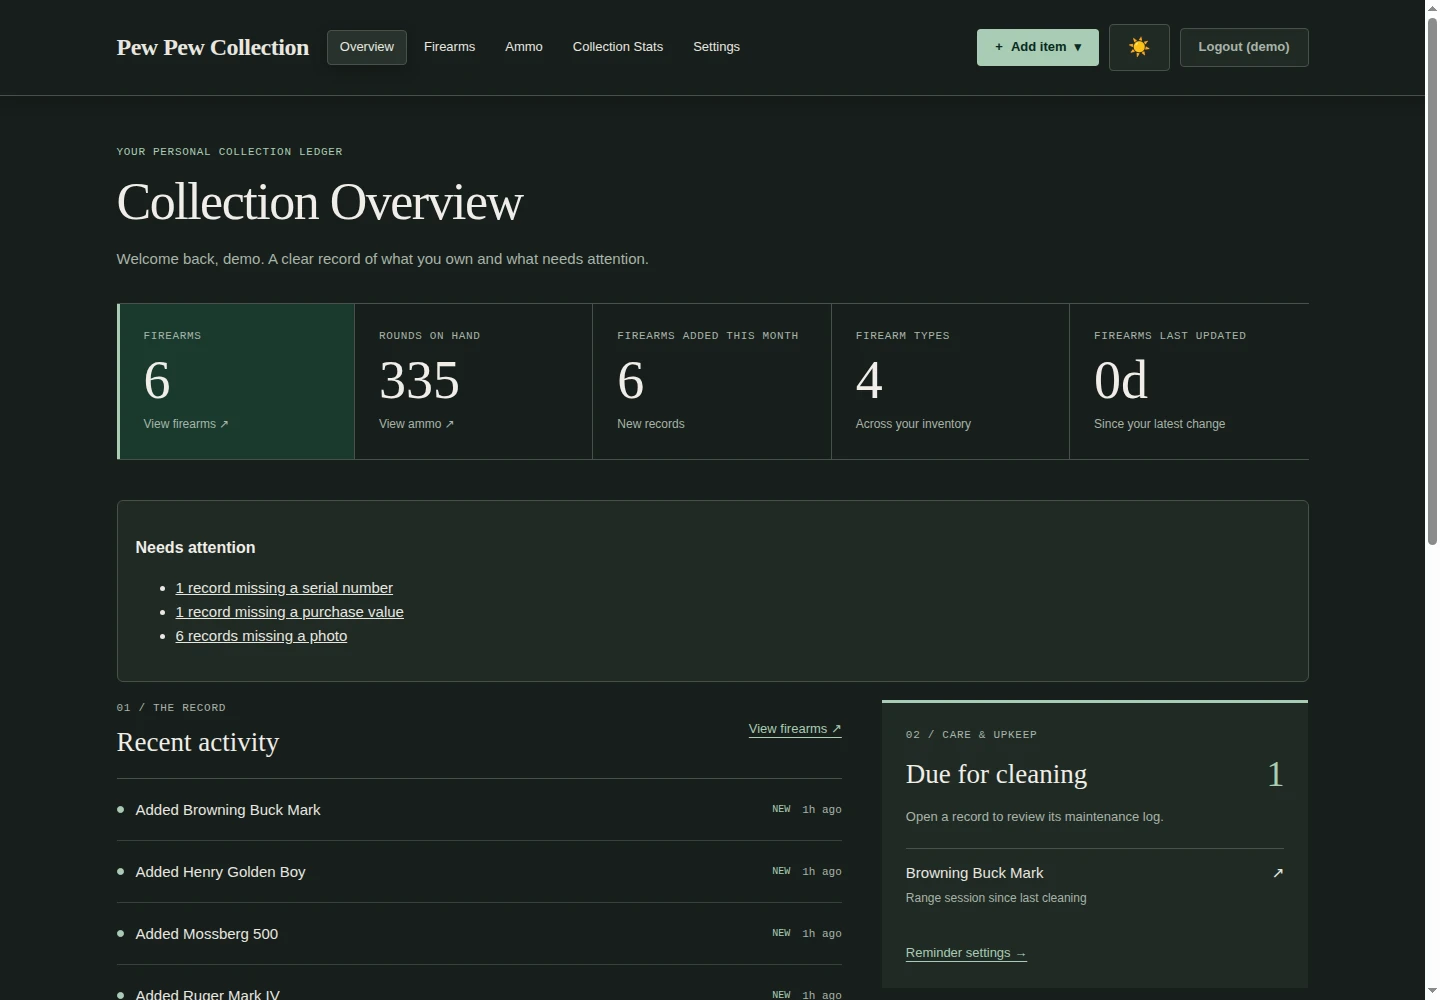 Pew Pew Collection
Overview
Firearms
Ammo
Collection Stats
Settings
+ Add item ▾
Logout (demo)
YOUR PERSONAL COLLECTION LEDGER
Collection Overview
Welcome back, demo. A clear record of what you own and what needs attention.
FIREARMS
6
View firearms ↗
ROUNDS ON HAND
335
View ammo ↗
FIREARMS ADDED THIS MONTH
6
New records
FIREARM TYPES
4
Across your inventory
FIREARMS LAST UPDATED
0d
Since your latest change
Needs attention
1 record missing a serial number
1 record missing a purchase value
6 records missing a photo
01 / THE RECORD
Recent activity
View firearms ↗
Added Browning Buck Mark NEW 1h ago
Added Henry Golden Boy NEW 1h ago
Added Mossberg 500 NEW 1h ago
Added Ruger Mark IV NEW 1h ago
02 / CARE & UPKEEP
Due for cleaning 1
Open a record to review its maintenance log.
Browning Buck Mark ↗
Range session since last cleaning
Reminder settings →